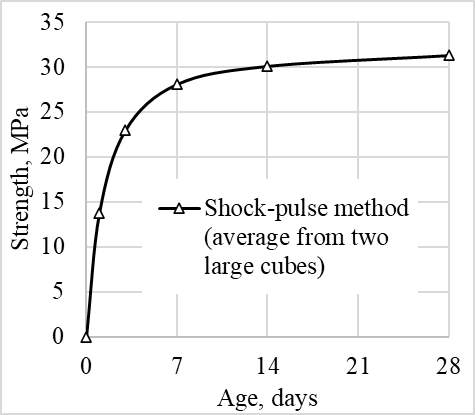 35
30
25
20
15
10
5
0
Strength, MPa
Shock-pulse method
(average from two
large cubes)
0 7 14 21 28
Age, days